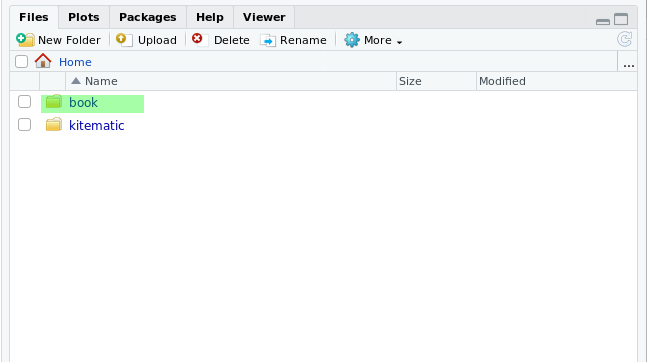 Files Plots Packages Help Viewer
New Folder Upload Delete Rename More
Home ...
Name Size Modified
book
kitematic